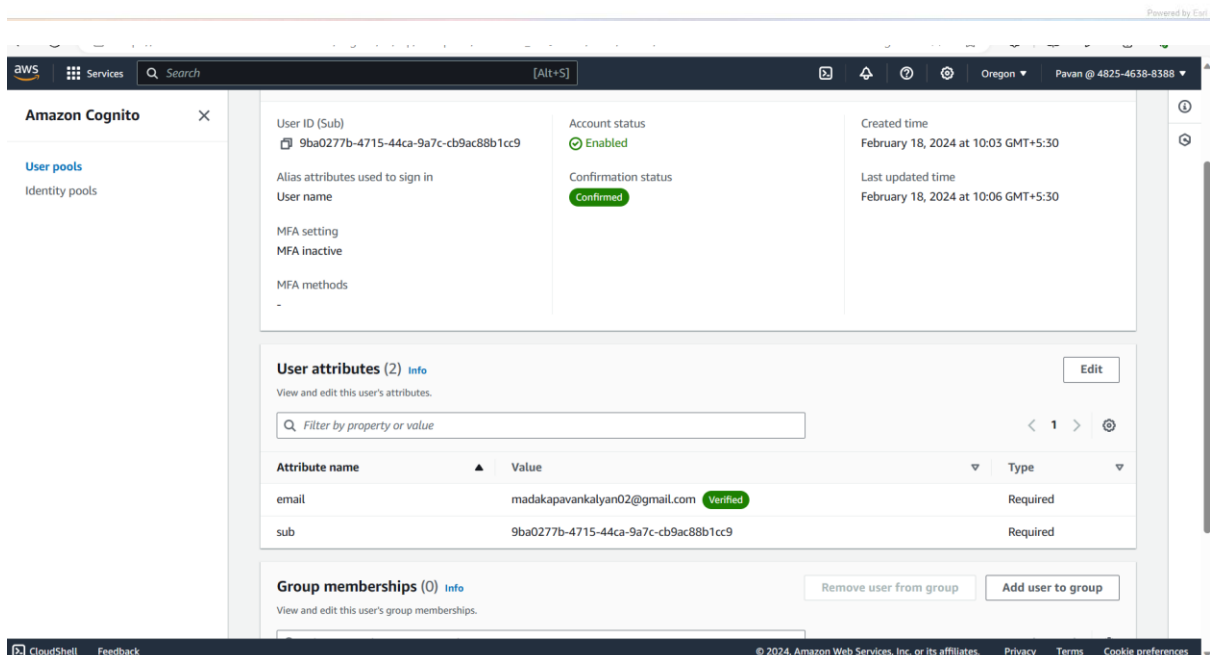 Powered by
aws Services Search [Alt+S] Oregon ▼ Pavan @ 4825-4638-8388 ▼
Amazon Cognito
User pools
Identity pools
User ID (Sub)
9ba0277b-4715-44ca-9a7c-cb9ac88b1cc9
Alias attributes used to sign in
User name
MFA setting
MFA inactive
MFA methods
-
Account status
Enabled
Confirmation status
Confirmed
Created time
February 18, 2024 at 10:03 GMT+5:30
Last updated time
February 18, 2024 at 10:06 GMT+5:30
User attributes (2) Info
Edit
View and edit this user's attributes.
Filter by property or value
< 1 >
Attribute name Value Type
email madakapavankalyan02@gmail.com Verified Required
sub 9ba0277b-4715-44ca-9a7c-cb9ac88b1cc9 Required
Group memberships (0) Info
Remove user from group Add user to group
View and edit this user's group memberships.
CloudShell Feedback © 2024, Amazon Web Services, Inc. or its affiliates. Privacy Terms Cookie preferences